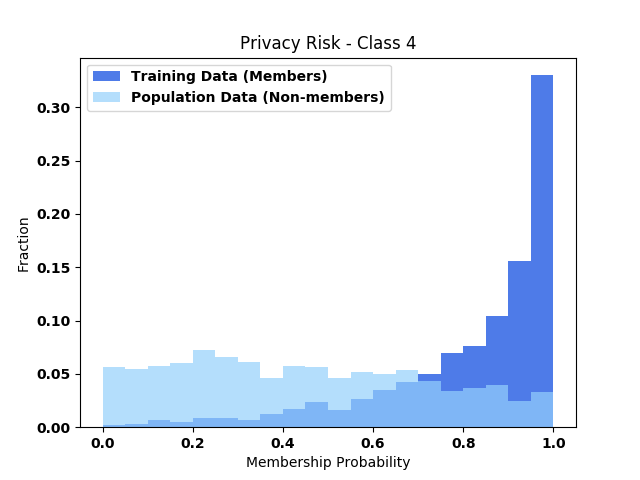 Privacy Risk - Class 4
Training Data (Members)
Population Data (Non-members)
Fraction
0.30
0.25
0.20
0.15
0.10
0.05
0.00
0.0 0.2 0.4 0.6 0.8 1.0
Membership Probability